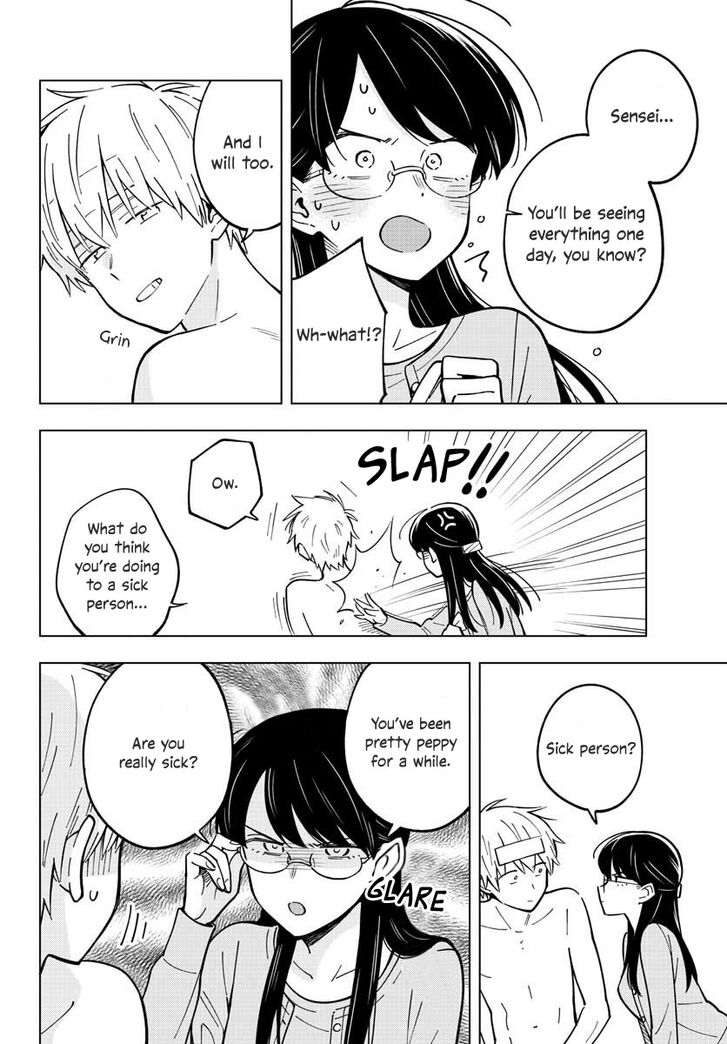 Sensei...
You'll be seeing
everything one
day, you know?
Wh-what!?
And I
will too.
Grin
SLAP!!
Ow.
What do
you think
you're doing
to a sick
person...
Sick person?
You've been
pretty peppy
for a while.
Are you
really sick?
GLARE